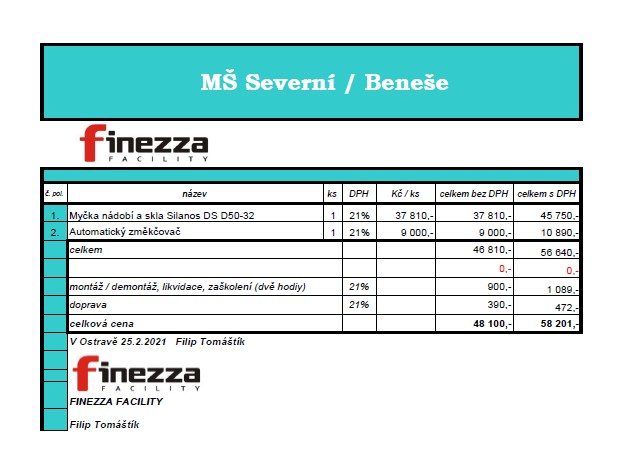 MŠ Severní / Beneše
finezza
FACILITY
č. pol. název ks DPH Kč / ks celkem bez DPH celkem s DPH
1. Myčka nádobí a skla Silanos DS D50-32 1 21% 37 810,- 37 810,- 45 750,-
2. Automatický změkčovač 1 21% 9 000,- 9 000,- 10 890,-
celkem 46 810,- 56 640,-
0,- 0,-
montáž / demontáž, likvidace, zaškolení (dvě hodiy) 21% 900,- 1 089,-
doprava 21% 390,- 472,-
celková cena 48 100,- 58 201,-
V Ostravě 25.2.2021 Filip Tomáštík
finezza
FACILITY
FINEZZA FACILITY
Filip Tomáštík